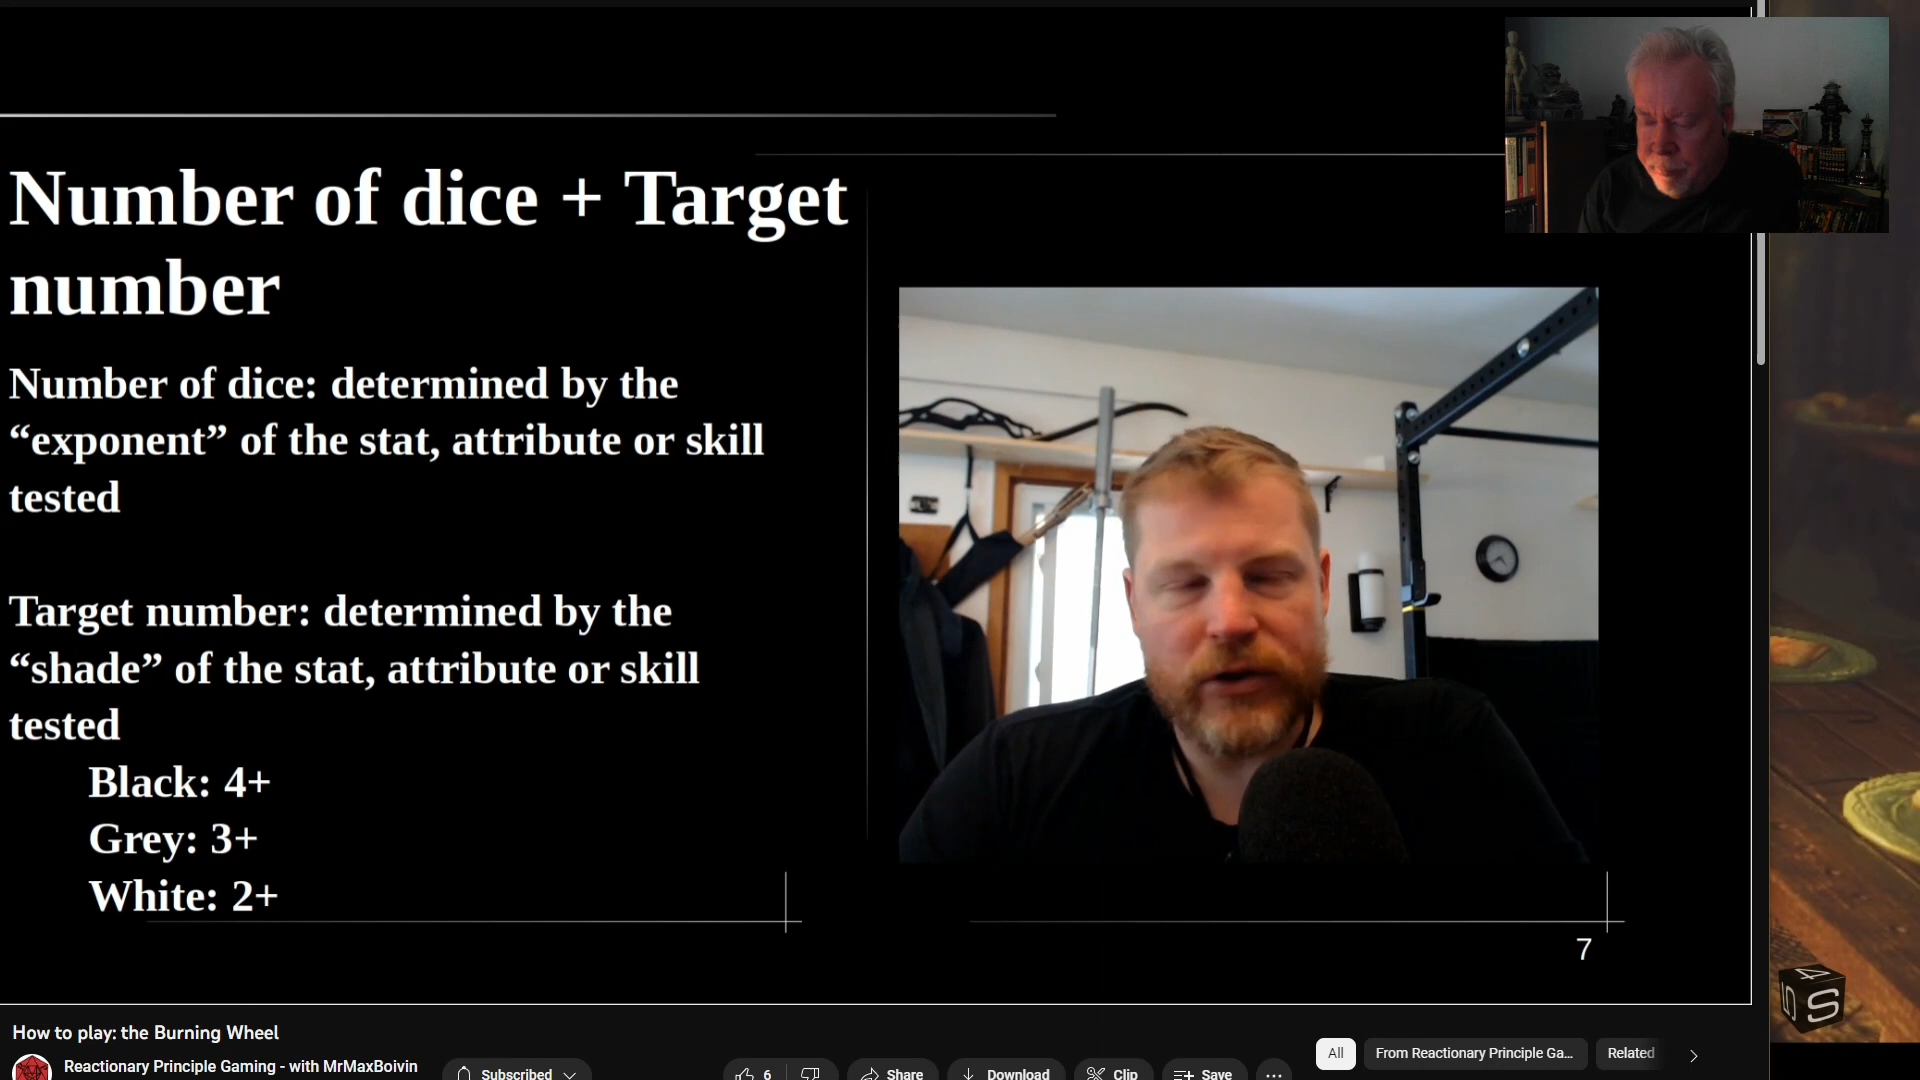 Number of dice + Target
number
Number of dice: determined by the
“exponent” of the stat, attribute or skill
tested
Target number: determined by the
“shade” of the stat, attribute or skill
tested
Black: 4+
Grey: 3+
White: 2+
7
4
5 S
How to play: the Burning Wheel
Reactionary Principle Gaming - with MrMaxBoivin
Subscribed
6
Share
Download
Clip
Save
All
From Reactionary Principle Ga...
Related